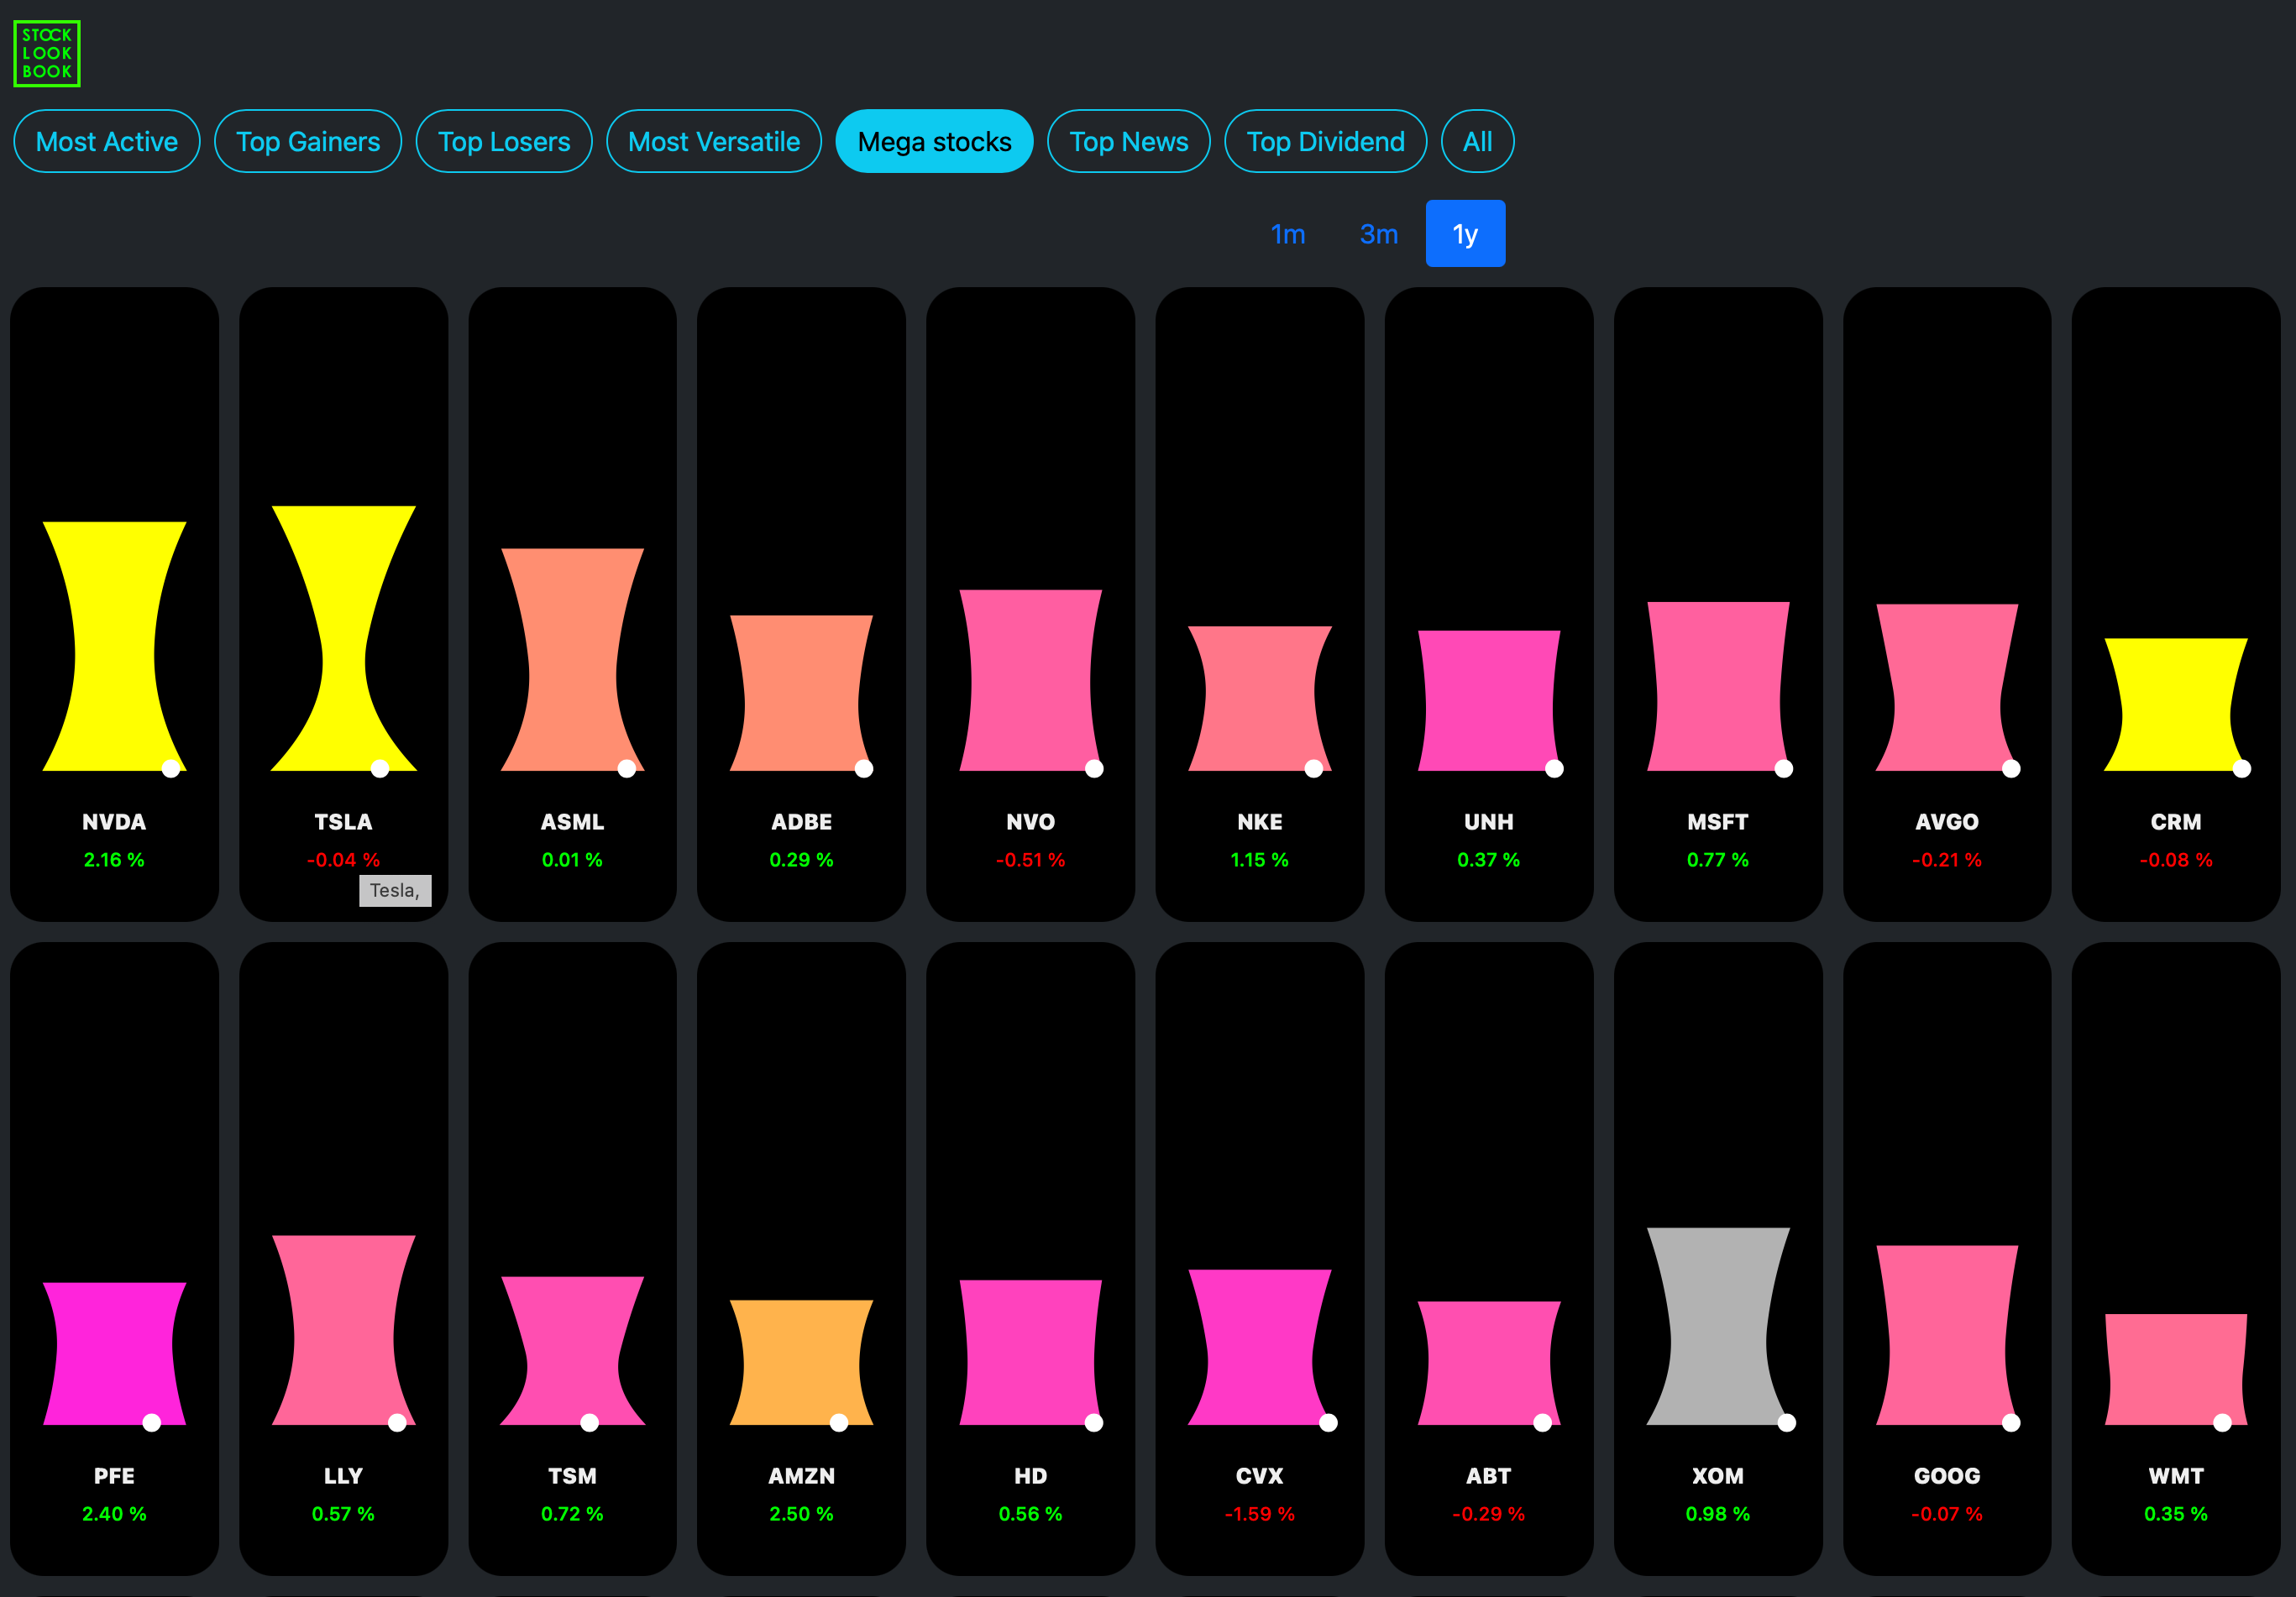 STOCK
LOOK
BOOK
Most Active Top Gainers Top Losers Most Versatile Mega stocks Top News Top Dividend All
1m 3m 1y
NVDA TSLA ASML ADBE NVO NKE UNH MSFT AVGO CRM
2.16 % -0.04 % 0.01 % 0.29 % -0.51 % 1.15 % 0.37 % 0.77 % -0.21 % -0.08 %
Tesla,
PFE LLY TSM AMZN HD CVX ABT XOM GOOG WMT
2.40 % 0.57 % 0.72 % 2.50 % 0.56 % -1.59 % -0.29 % 0.98 % -0.07 % 0.35 %